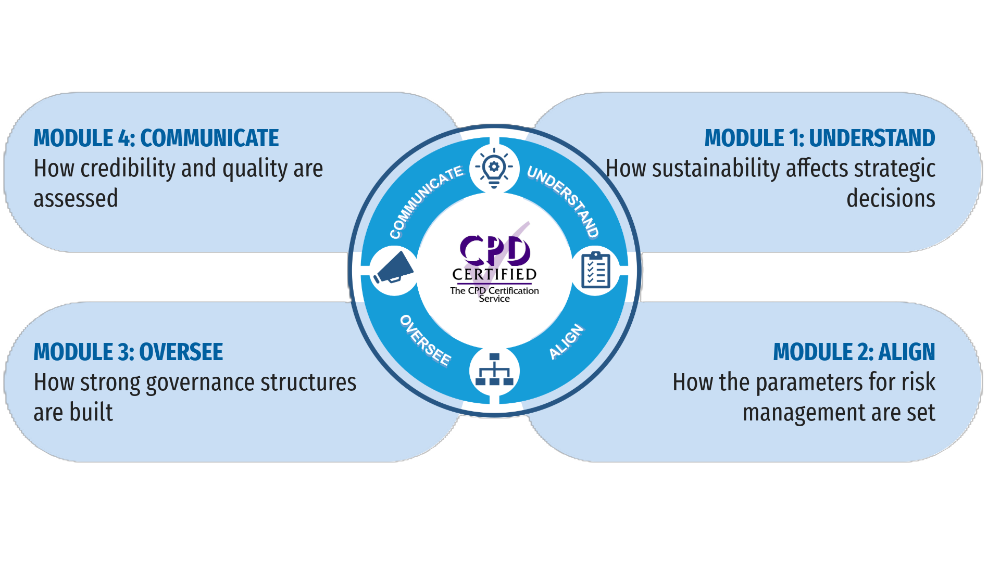 MODULE 4: COMMUNICATE
How credibility and quality are
assessed
MODULE 1: UNDERSTAND
How sustainability affects strategic
decisions
COMMUNICATE
UNDERSTAND
CPD
CERTIFIED
The CPD Certification
Service
OVERSEE
ALIGN
MODULE 3: OVERSEE
How strong governance structures
are built
MODULE 2: ALIGN
How the parameters for risk
management are set